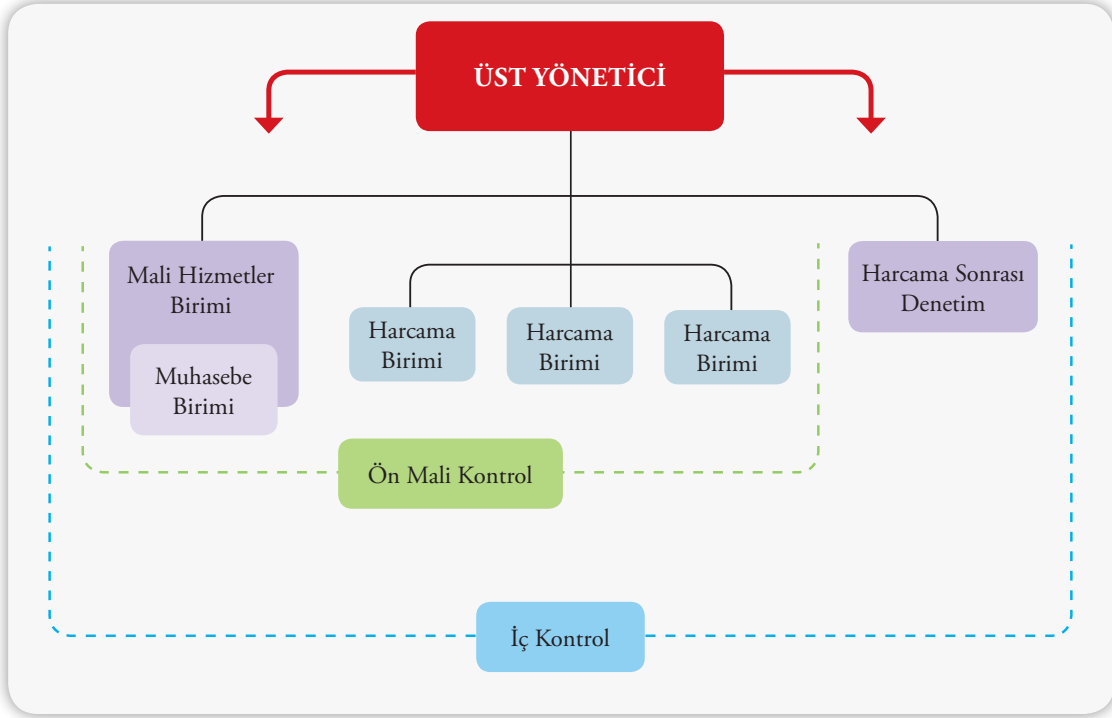 ÜST YÖNETİCİ
Mali Hizmetler
Birimi
Muhasebe
Birimi
Harcama
Birimi
Harcama
Birimi
Harcama
Birimi
Harcama Sonrası
Denetim
Ön Mali Kontrol
İç Kontrol